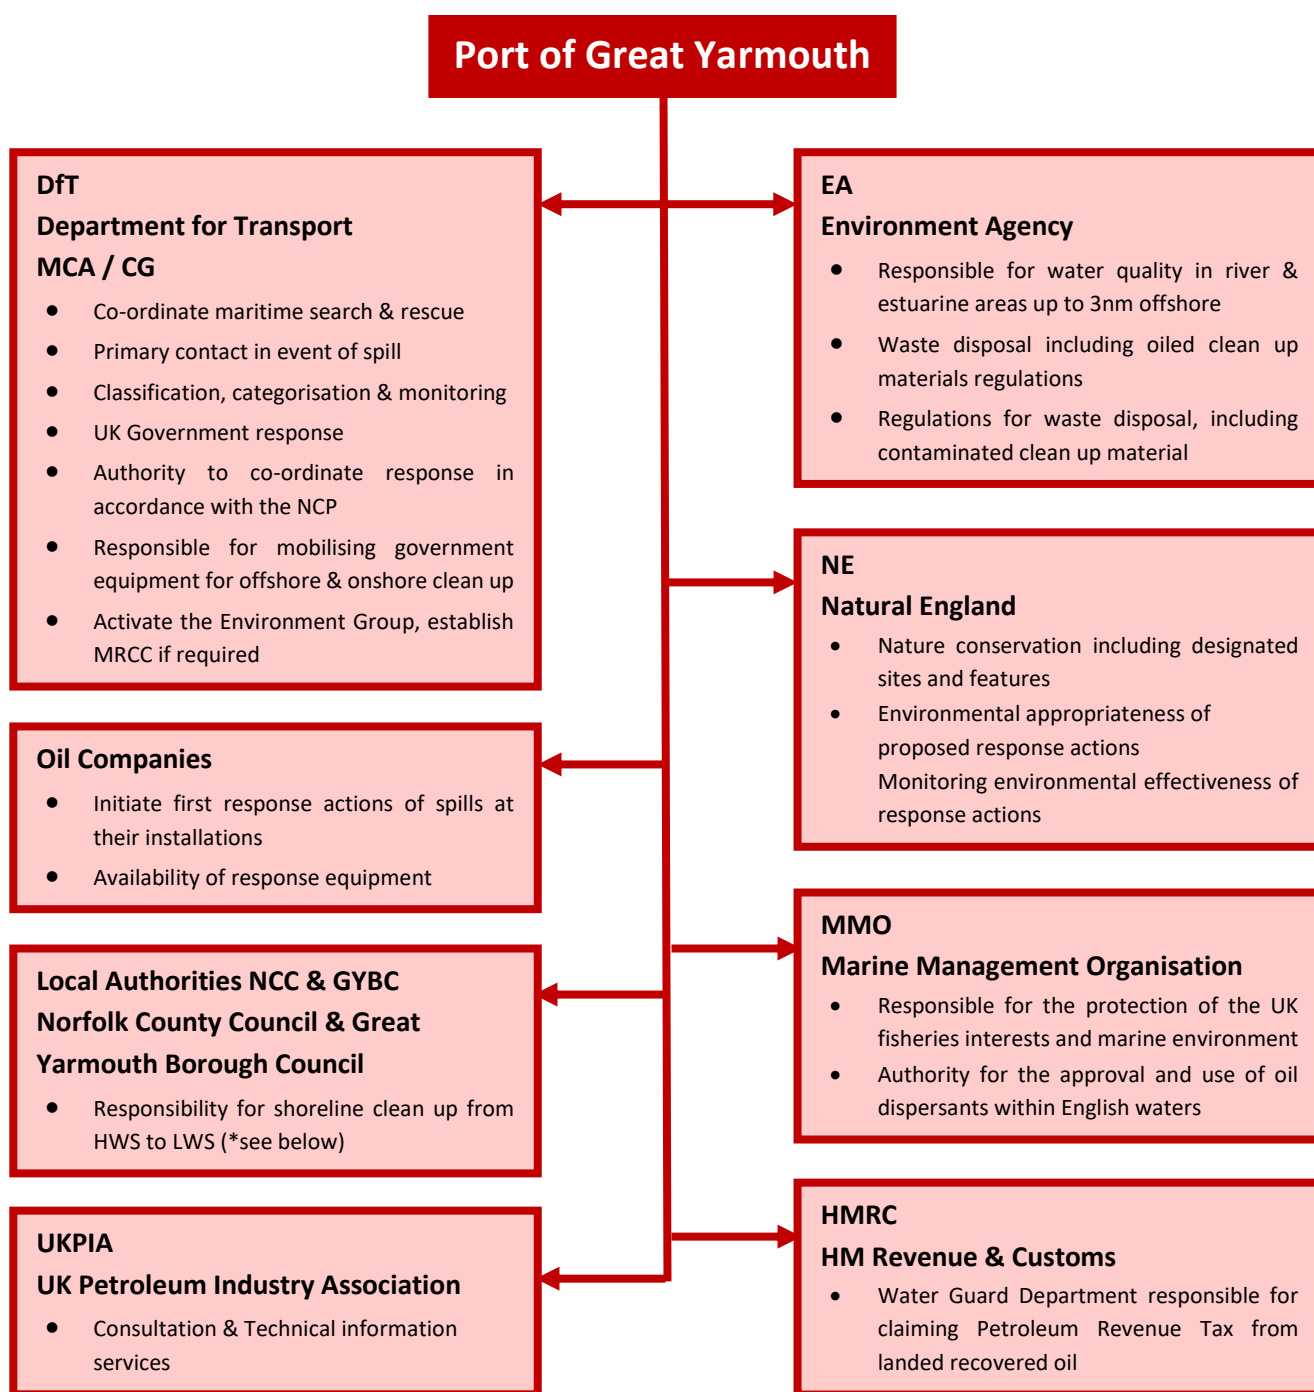 Port of Great Yarmouth
DfT
Department for Transport
MCA / CG
● Co-ordinate maritime search & rescue
● Primary contact in event of spill
● Classification, categorisation & monitoring
● UK Government response
● Authority to co-ordinate response in
accordance with the NCP
● Responsible for mobilising government
equipment for offshore & onshore clean up
● Activate the Environment Group, establish
MRCC if required
Oil Companies
● Initiate first response actions of spills at
their installations
● Availability of response equipment
Local Authorities NCC & GYBC
Norfolk County Council & Great
Yarmouth Borough Council
● Responsibility for shoreline clean up from
HWS to LWS (*see below)
UKPIA
UK Petroleum Industry Association
● Consultation & Technical information
services
EA
Environment Agency
● Responsible for water quality in river &
estuarine areas up to 3nm offshore
● Waste disposal including oiled clean up
materials regulations
● Regulations for waste disposal, including
contaminated clean up material
NE
Natural England
● Nature conservation including designated
sites and features
● Environmental appropriateness of
proposed response actions
Monitoring environmental effectiveness of
response actions
MMO
Marine Management Organisation
● Responsible for the protection of the UK
fisheries interests and marine environment
● Authority for the approval and use of oil
dispersants within English waters
HMRC
HM Revenue & Customs
● Water Guard Department responsible for
claiming Petroleum Revenue Tax from
landed recovered oil